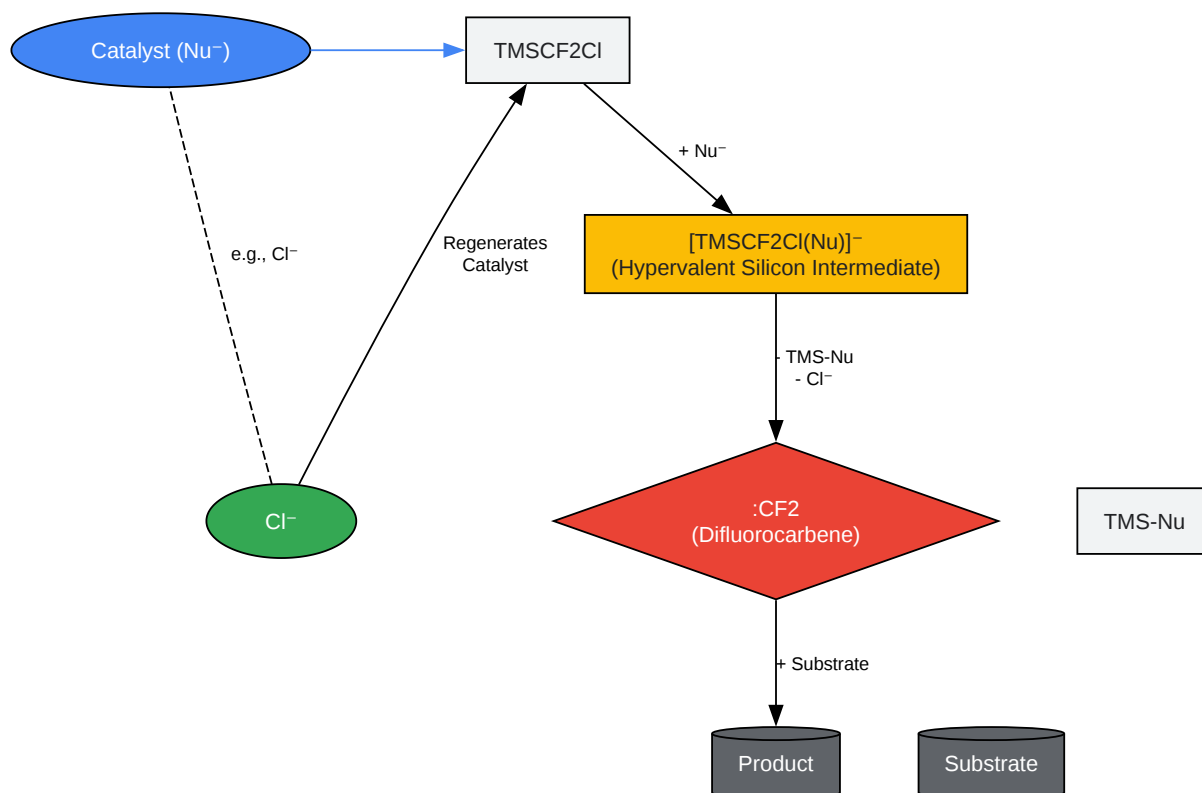 Catalyst (Nu⁻)
TMSCF2Cl
+ Nu⁻
e.g., Cl⁻
Regenerates
Catalyst
[TMSCF2Cl(Nu)]⁻
(Hypervalent Silicon Intermediate)
- TMS-Nu
- Cl⁻
Cl⁻
:CF2
(Difluorocarbene)
TMS-Nu
+ Substrate
Product
Substrate